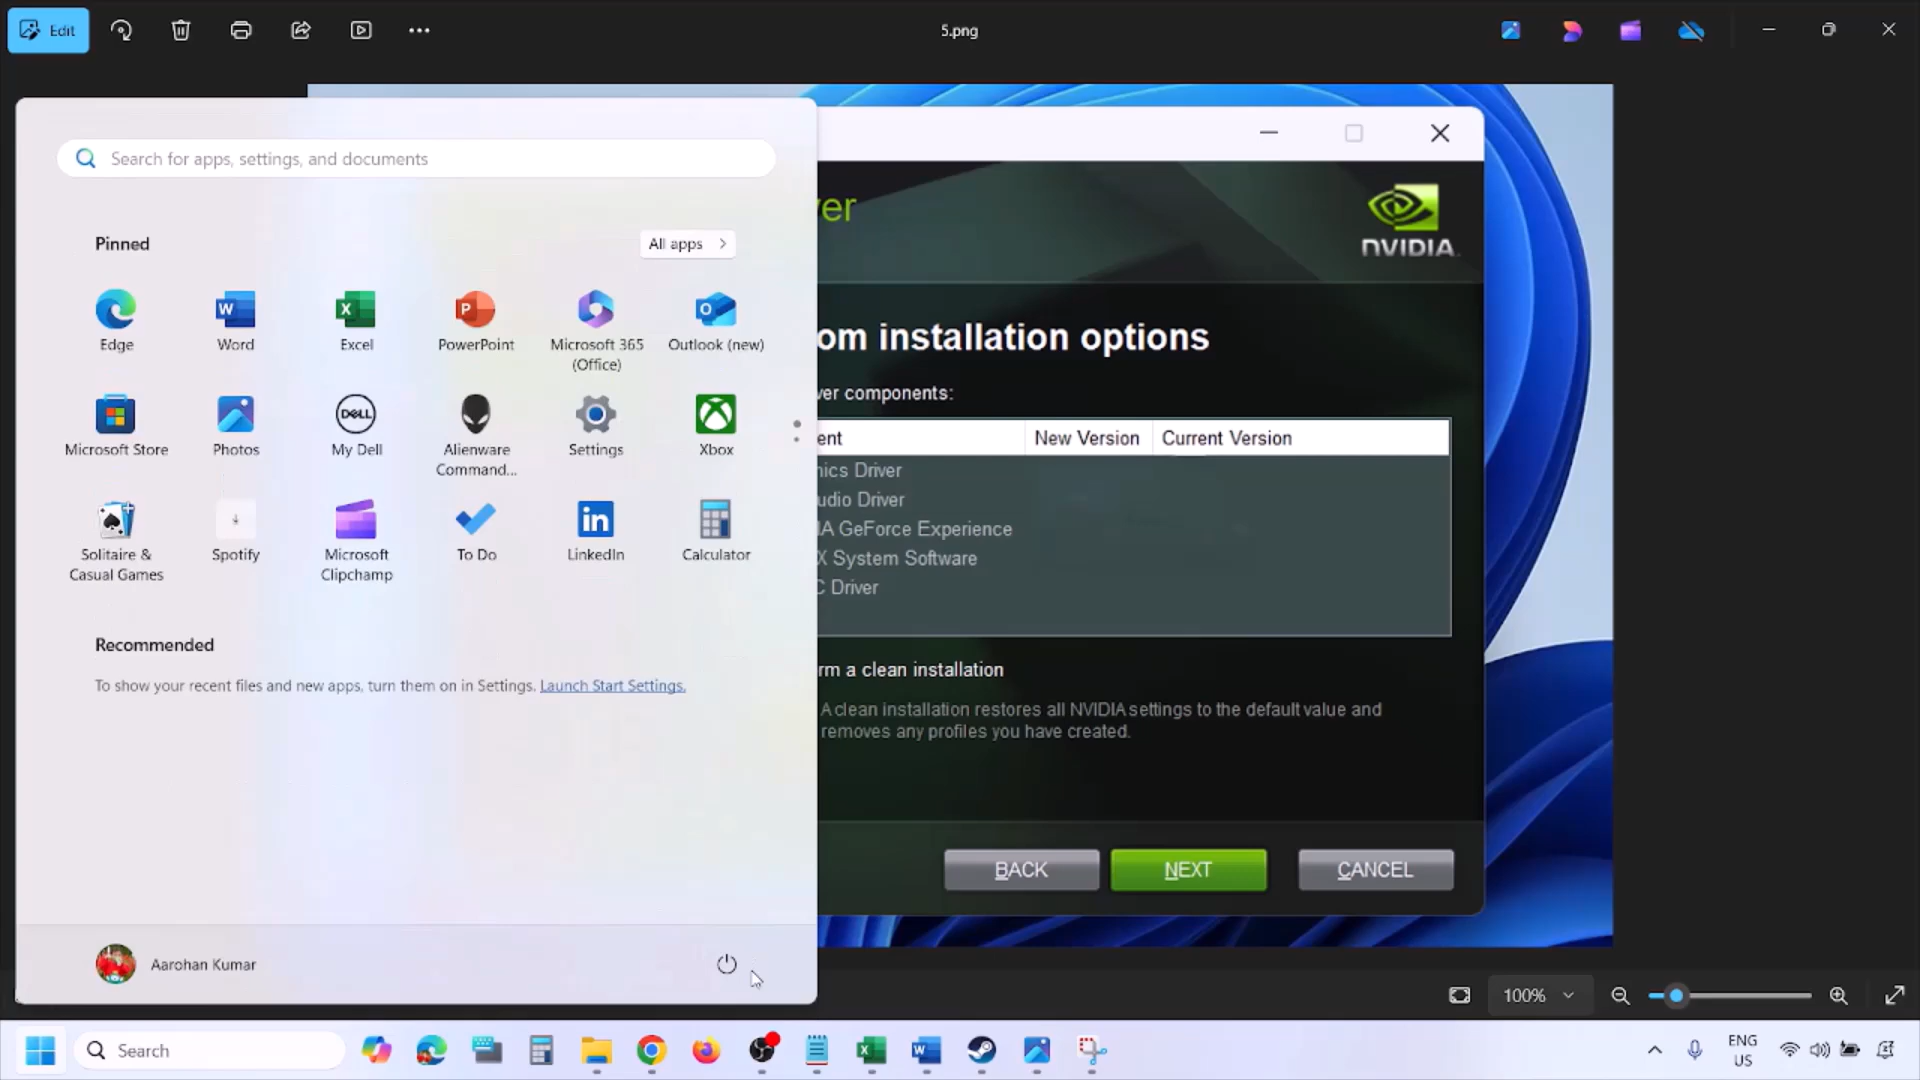 Edit
5.png
Search for apps, settings, and documents
Pinned
All apps
Edge
Word
Excel
PowerPoint
Microsoft 365
(Office)
Outlook (new)
Microsoft Store
Photos
My Dell
Alienware
Command...
Settings
Xbox
Solitaire &
Casual Games
Spotify
Microsoft
Clipchamp
To Do
LinkedIn
Calculator
Recommended
To show your recent files and new apps, turn them on in Settings. Launch Start Settings.
Aarohan Kumar
ver
NVIDIA
om installation options
ver components:
ent
New Version
Current Version
nics Driver
udio Driver
IA GeForce Experience
X System Software
C Driver
rm a clean installation
A clean installation restores all NVIDIA settings to the default value and
removes any profiles you have created.
BACK
NEXT
CANCEL
100%
Search
ENG
US